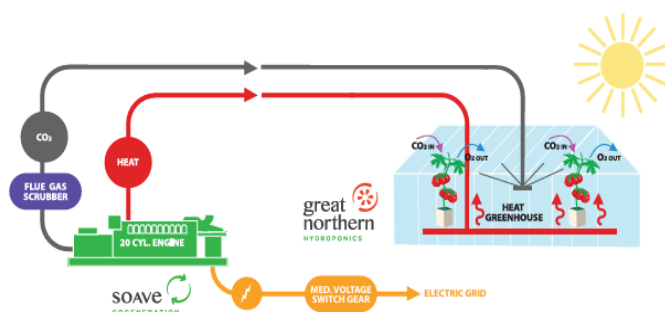 CO₂
FLUE GAS
SCRUBBER
HEAT
20 CYL. ENGINE
great
northern
HYDROPONICS
soave
COGENERATION
MED. VOLTAGE
SWITCH GEAR
ELECTRIC GRID
CO₂ IN
O₂ OUT
CO₂ IN
O₂ OUT
HEAT
GREENHOUSE